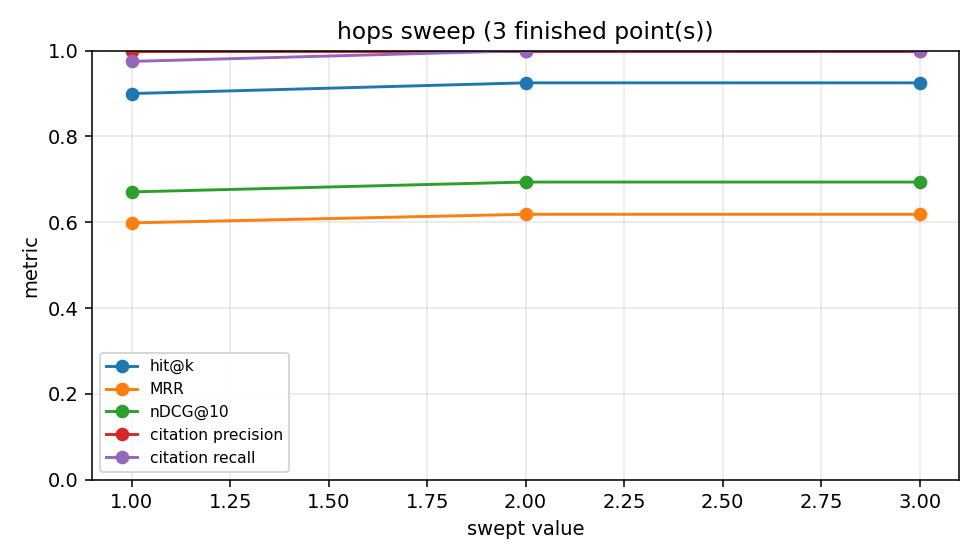 hops sweep (3 finished point(s))
1.0
0.8
0.6
0.4
0.2
0.0
metric
hit@k
MRR
nDCG@10
citation precision
citation recall
1.00 1.25 1.50 1.75 2.00 2.25 2.50 2.75 3.00
swept value